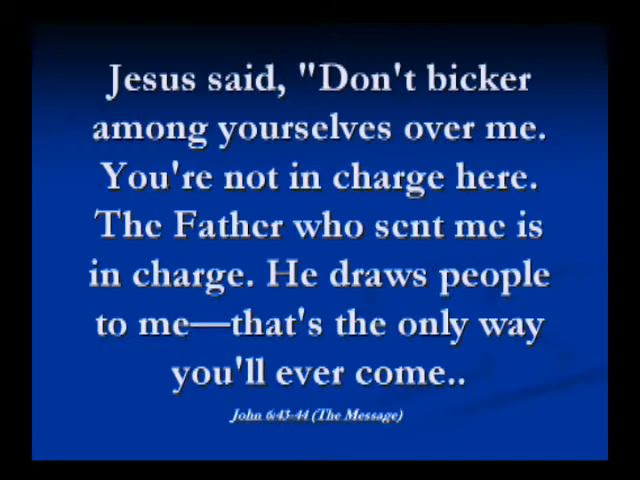 Jesus said, "Don't bicker
among yourselves over me.
You're not in charge here.
The Father who sent me is
in charge. He draws people
to me—that's the only way
you'll ever come..
John 6:43-44 (The Message)